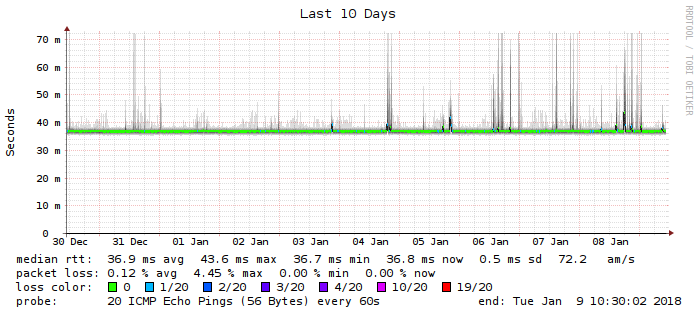 Last 10 Days
RRDTOOL / TOBI OETIKER
Seconds
70 m
60 m
50 m
40 m
30 m
20 m
10 m
0
30 Dec 31 Dec 01 Jan 02 Jan 03 Jan 04 Jan 05 Jan 06 Jan 07 Jan 08 Jan
median rtt: 36.9 ms avg 43.6 ms max 36.7 ms min 36.8 ms now 0.5 ms sd 72.2 am/s
packet loss: 0.12 % avg 4.45 % max 0.00 % min 0.00 % now
loss color: 0 1/20 2/20 3/20 4/20 10/20 19/20
probe: 20 ICMP Echo Pings (56 Bytes) every 60s end: Tue Jan 9 10:30:02 2018